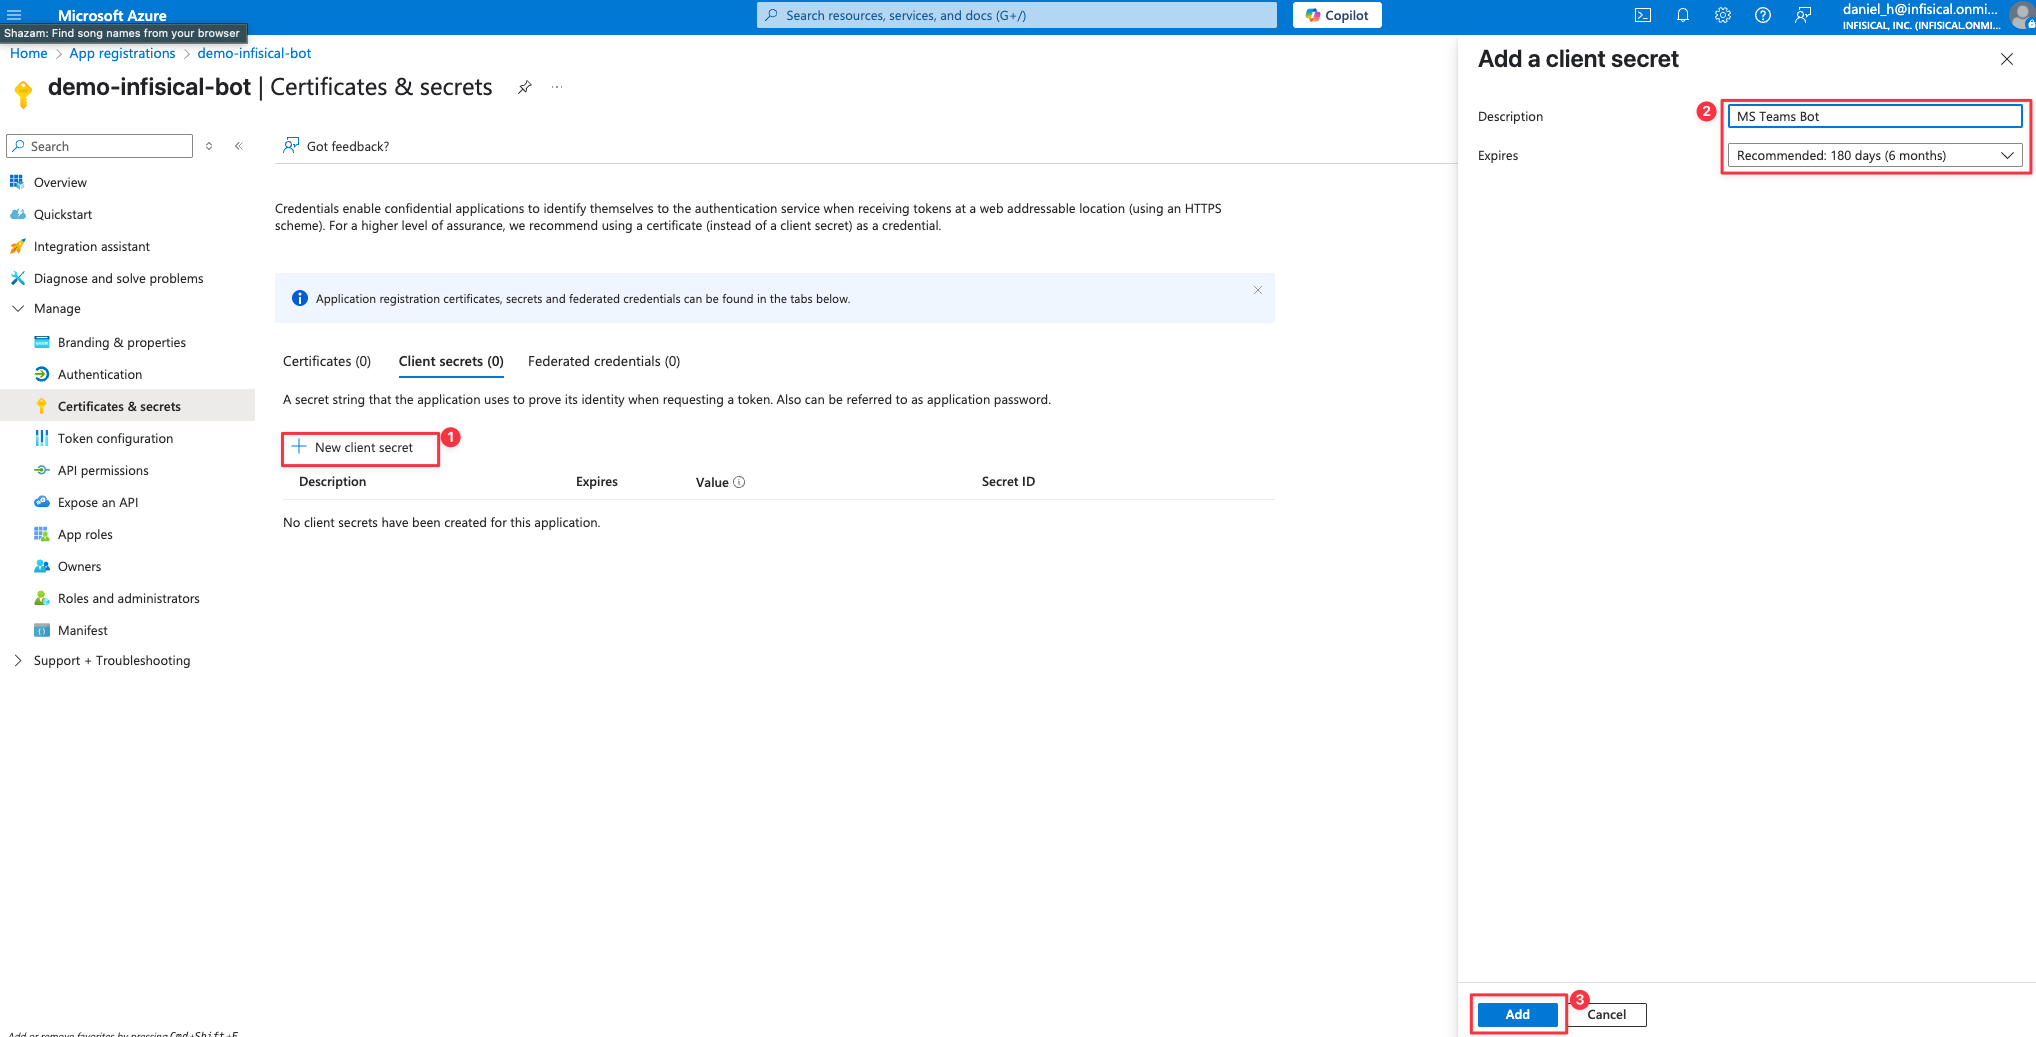 Microsoft Azure
Search resources, services, and docs (G+/)
Copilot
daniel_h@infisical.onmi...
INFISICAL, INC. (INFISICAL.ONMI...
Shazam: Find song names from your browser
Home > App registrations > demo-infisical-bot
demo-infisical-bot | Certificates & secrets
Search
Overview
Quickstart
Integration assistant
Diagnose and solve problems
Manage
Branding & properties
Authentication
Certificates & secrets
Token configuration
API permissions
Expose an API
App roles
Owners
Roles and administrators
Manifest
Support + Troubleshooting
Add or remove favorites by pressing Cmd+Shift+F
Got feedback?
Credentials enable confidential applications to identify themselves to the authentication service when receiving tokens at a web addressable location (using an HTTPS
scheme). For a higher level of assurance, we recommend using a certificate (instead of a client secret) as a credential.
Application registration certificates, secrets and federated credentials can be found in the tabs below.
Certificates (0) Client secrets (0) Federated credentials (0)
A secret string that the application uses to prove its identity when requesting a token. Also can be referred to as application password.
New client secret
1
Description Expires Value Secret ID
No client secrets have been created for this application.
Add a client secret
Description
2
MS Teams Bot
Expires
Recommended: 180 days (6 months)
3
Add
Cancel